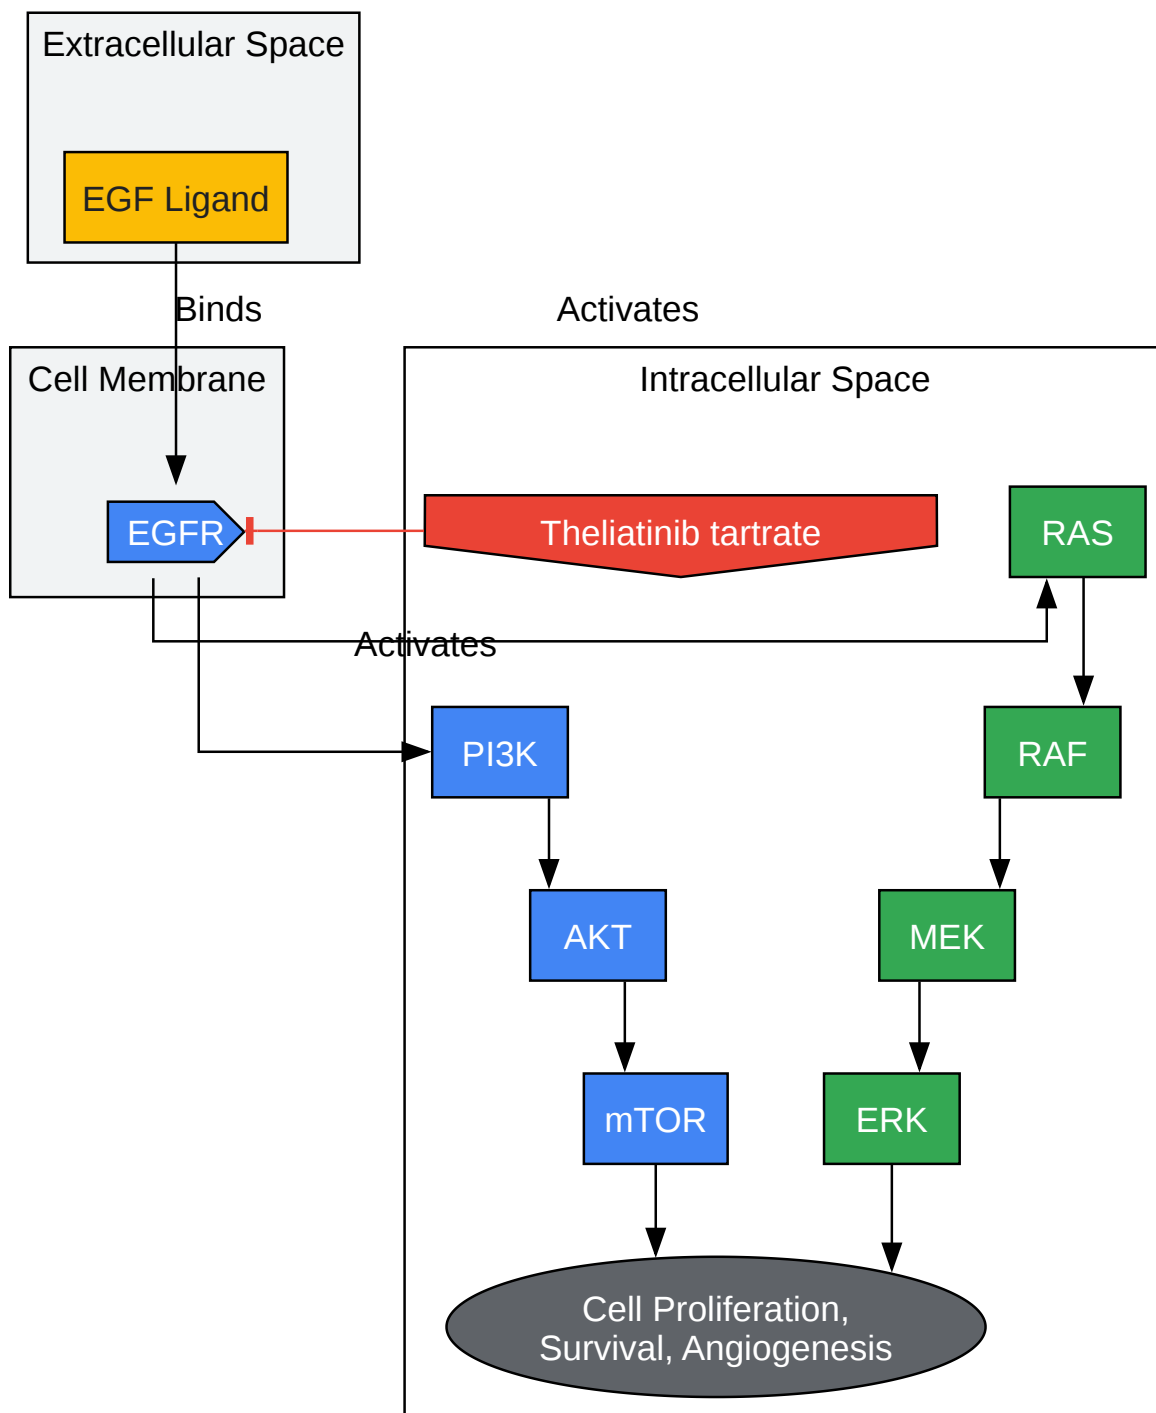 Extracellular Space
EGF Ligand
Binds
Activates
Cell Membrane
Intracellular Space
EGFR
Theliatinib tartrate
RAS
Activates
PI3K
RAF
AKT
MEK
mTOR
ERK
Cell Proliferation,
Survival, Angiogenesis